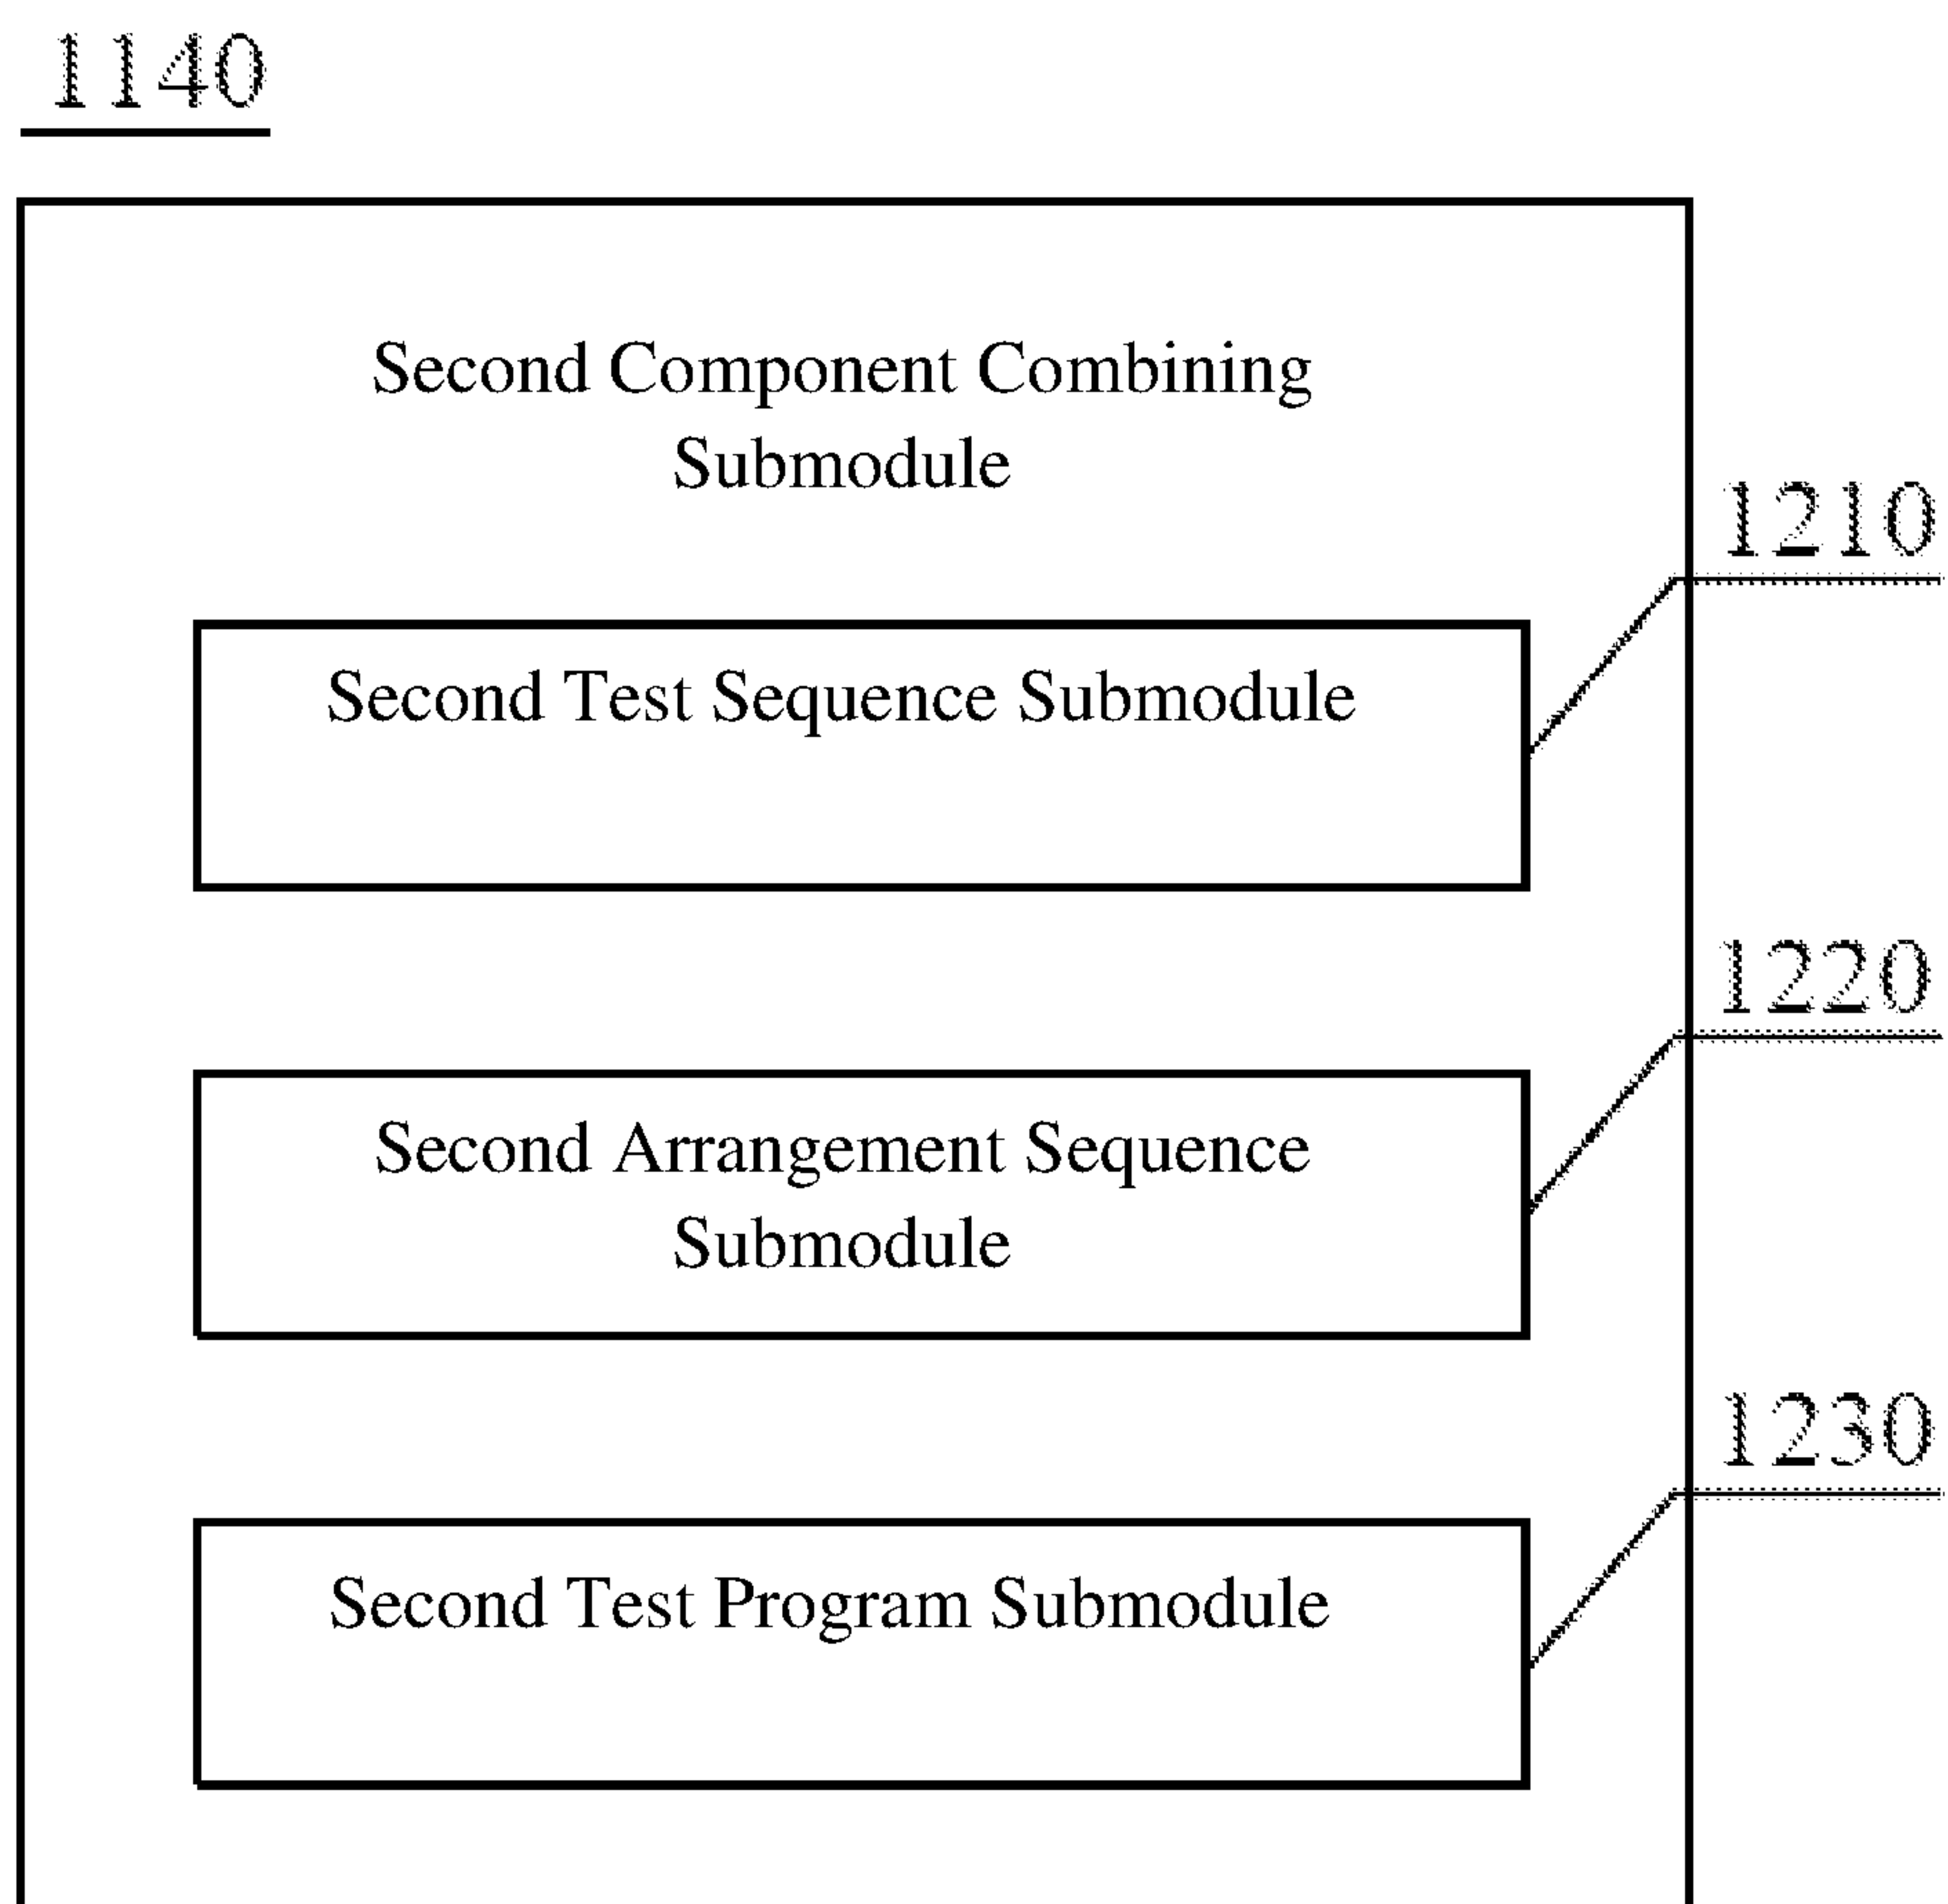 1140
Second Component Combining
Submodule
1210
Second Test Sequence Submodule
1220
Second Arrangement Sequence
Submodule
1230
Second Test Program Submodule